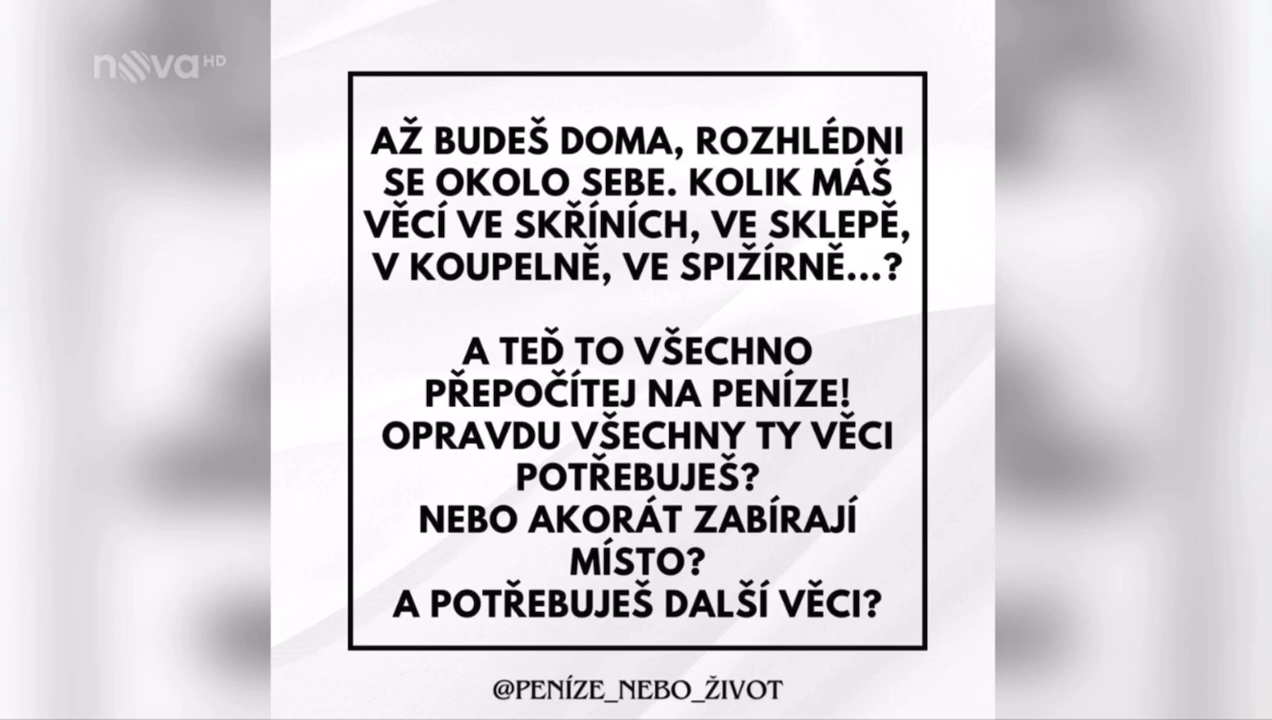 nova HD
AŽ BUDEŠ DOMA, ROZHLÉDNI
SE OKOLO SEBE. KOLIK MÁŠ
VĚCÍ VE SKŘÍNÍCH, VE SKLEPĚ,
V KOUPELNĚ, VE SPIŽÍRNĚ...?
A TEĎ TO VŠECHNO
PŘEPOČÍTEJ NA PENÍZE!
OPRAVDU VŠECHNY TY VĚCI
POTŘEBUJEŠ?
NEBO AKORÁT ZABÍRAJÍ
MÍSTO?
A POTŘEBUJEŠ DALŠÍ VĚCI?
@PENÍZE_NEBO_ŽIVOT